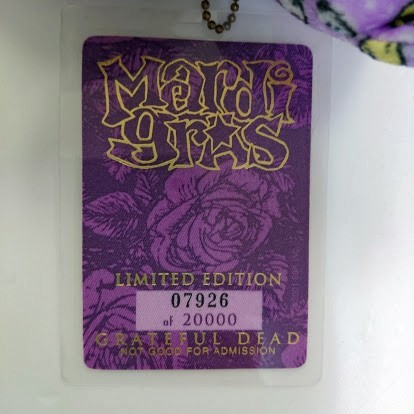 Mardi
gras
LIMITED EDITION
07926
of 20000
GRATEFUL DEAD
NOT GOOD FOR ADMISSION